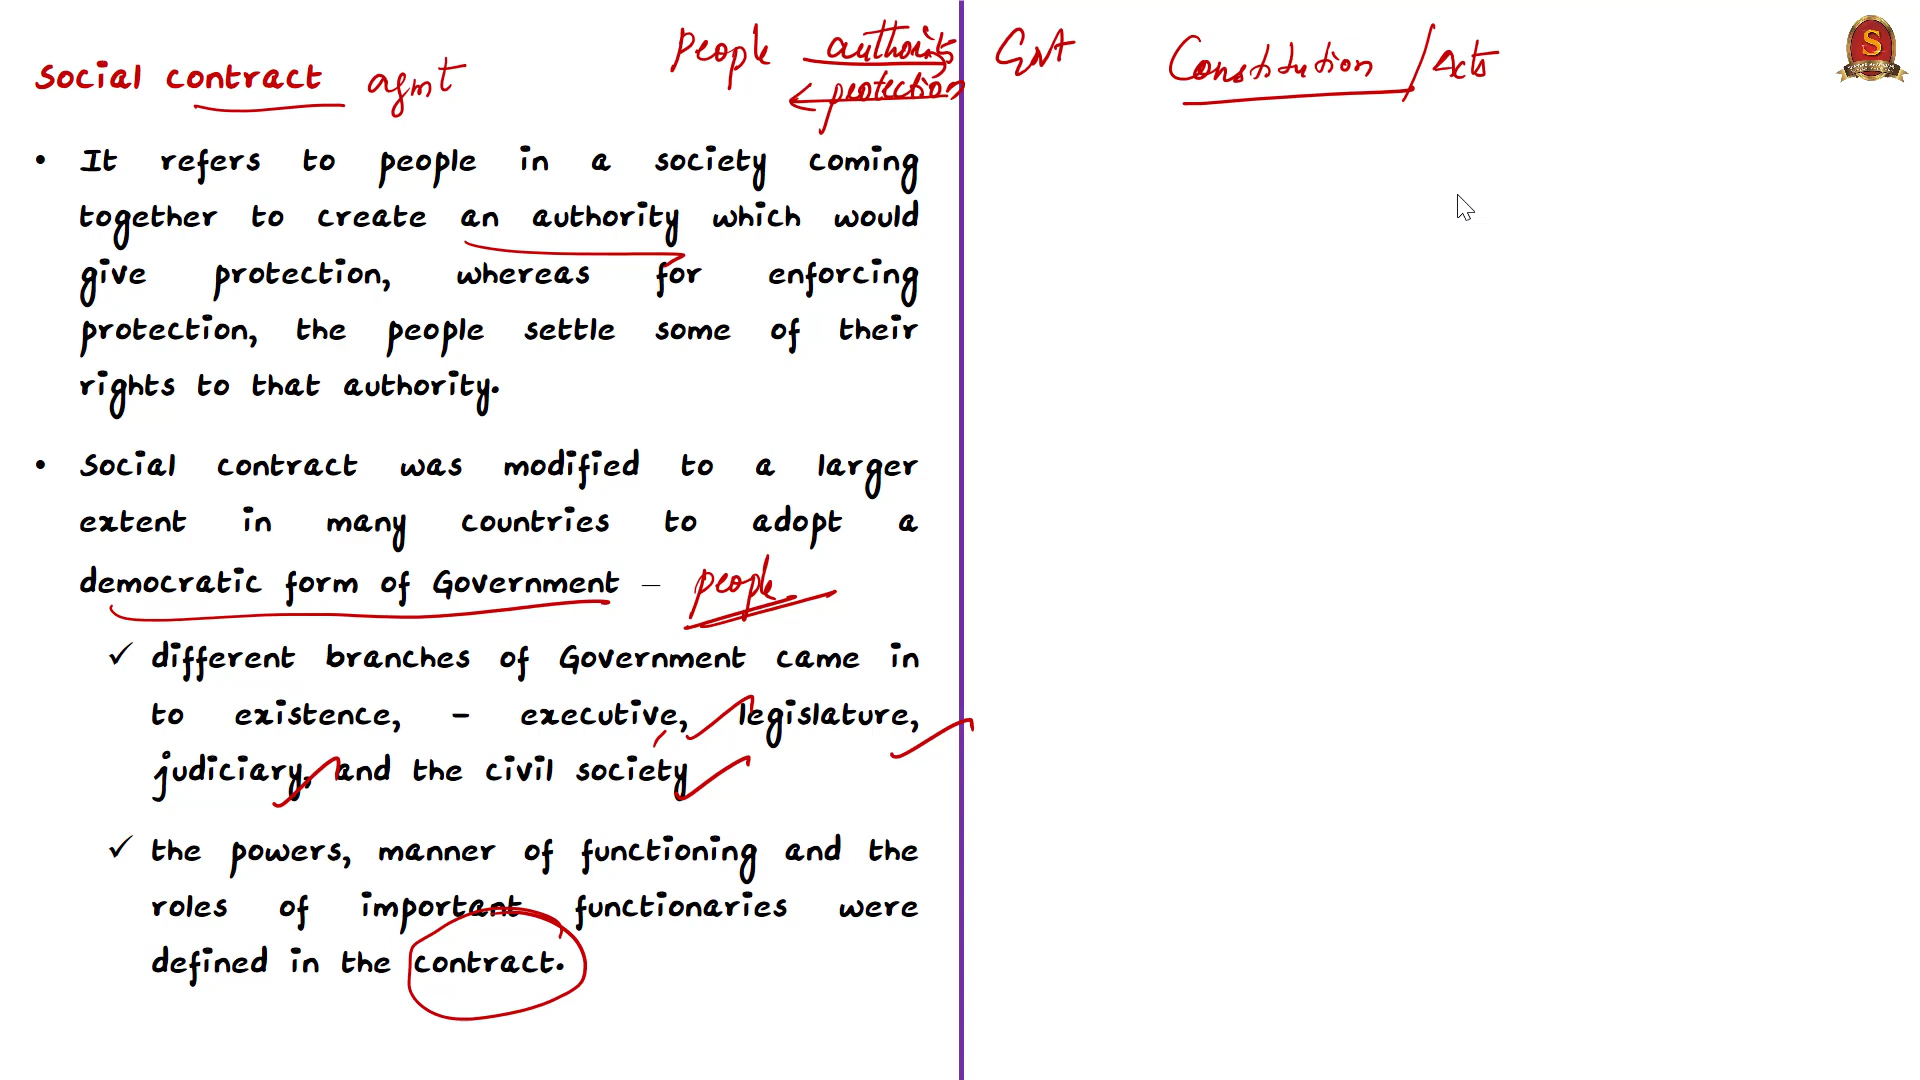 Social contract agmt
People authority Govt Constitution / Acts
protection
• It refers to people in a society coming
together to create an authority which would
give protection, whereas for enforcing
protection, the people settle some of their
rights to that authority.
• Social contract was modified to a larger
extent in many countries to adopt a
democratic form of Government – people
✓ different branches of Government came in
to existence, – executive, legislature,
judiciary, and the civil society
✓ the powers, manner of functioning and the
roles of important functionaries were
defined in the contract.
S